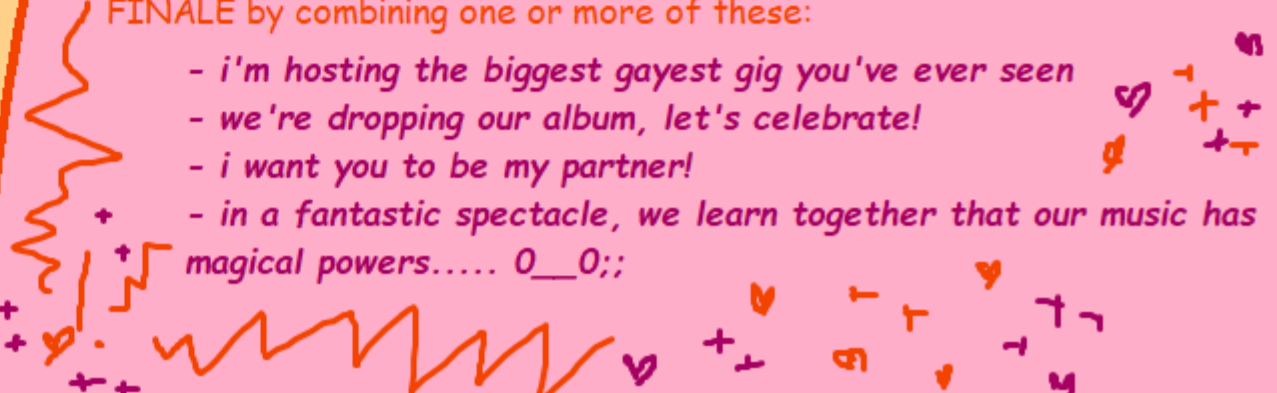 FINALE by combining one or more of these:
- i'm hosting the biggest gayest gig you've ever seen
- we're dropping our album, let's celebrate!
- i want you to be my partner!
- in a fantastic spectacle, we learn together that our music has
magical powers..... 0__0;;